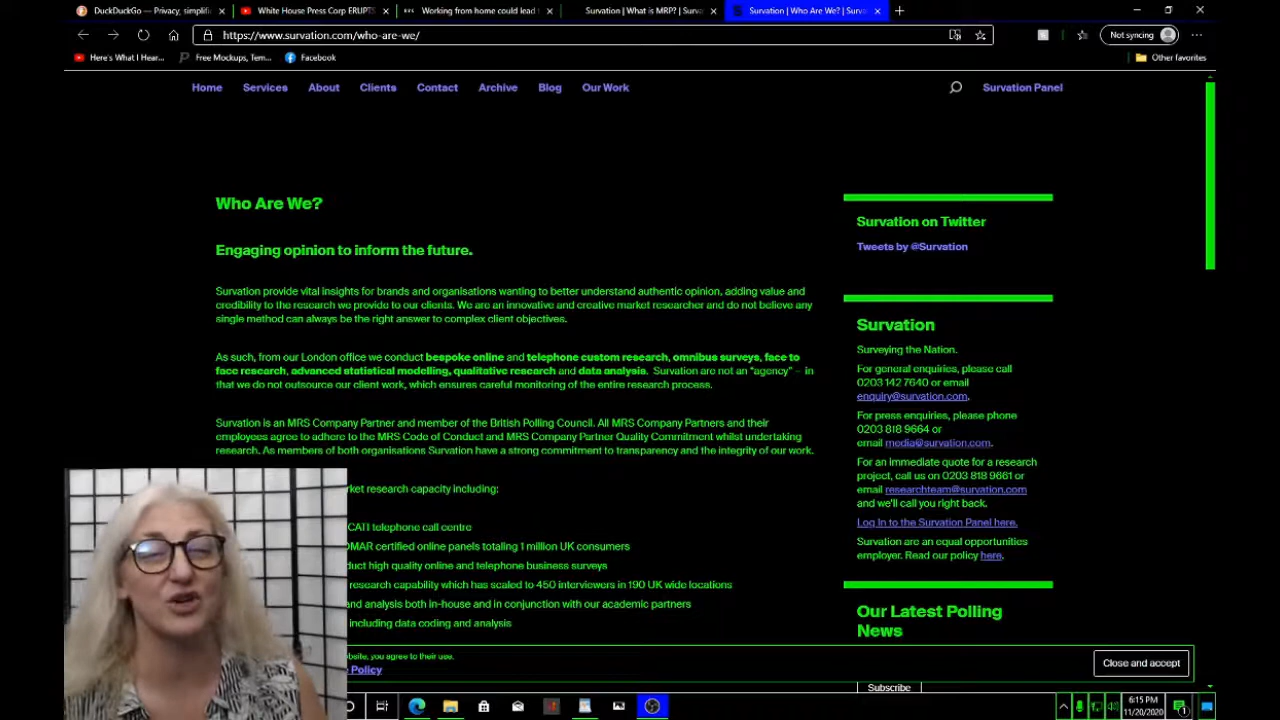 DuckDuckGo — Privacy, simplifi
White House Press Corp ERUPTS
Working from home could lead t
Survation | What is MRP? | Surva
Survation | Who Are We? | Surva
https://www.survation.com/who-are-we/
Not syncing
Here's What I Hear...
Free Mockups, Tem...
Facebook
Other favorites
Home
Services
About
Clients
Contact
Archive
Blog
Our Work
Survation Panel
Who Are We?
Engaging opinion to inform the future.
Survation provide vital insights for brands and organisations wanting to better understand authentic opinion, adding value and
credibility to the research we provide to our clients. We are an innovative and creative market researcher and do not believe any
single method can always be the right answer to complex client objectives.
As such, from our London office we conduct bespoke online and telephone custom research, omnibus surveys, face to
face research, advanced statistical modelling, qualitative research and data analysis. Survation are not an "agency" – in
that we do not outsource our client work, which ensures careful monitoring of the entire research process.
Survation is an MRS Company Partner and member of the British Polling Council. All MRS Company Partners and their
employees agree to adhere to the MRS Code of Conduct and MRS Company Partner Quality Commitment whilst undertaking
research. As members of both organisations Survation have a strong commitment to transparency and the integrity of our work.
rket research capacity including:
CATI telephone call centre
OMAR certified online panels totaling 1 million UK consumers
duct high quality online and telephone business surveys
research capability which has scaled to 450 interviewers in 190 UK wide locations
and analysis both in-house and in conjunction with our academic partners
including data coding and analysis
Survation on Twitter
Tweets by @Survation
Survation
Surveying the Nation.
For general enquiries, please call
0203 142 7640 or email
enquiry@survation.com.
For press enquiries, please phone
0203 818 9664 or
email media@survation.com.
For an immediate quote for a research
project, call us on 0203 818 9661 or
email researchteam@survation.com
and we'll call you right back.
Log In to the Survation Panel here.
Survation are an equal opportunities
employer. Read our policy here.
Our Latest Polling
News
ebsite, you agree to their use.
Policy
Close and accept
Subscribe
6:15 PM
11/20/2020
1